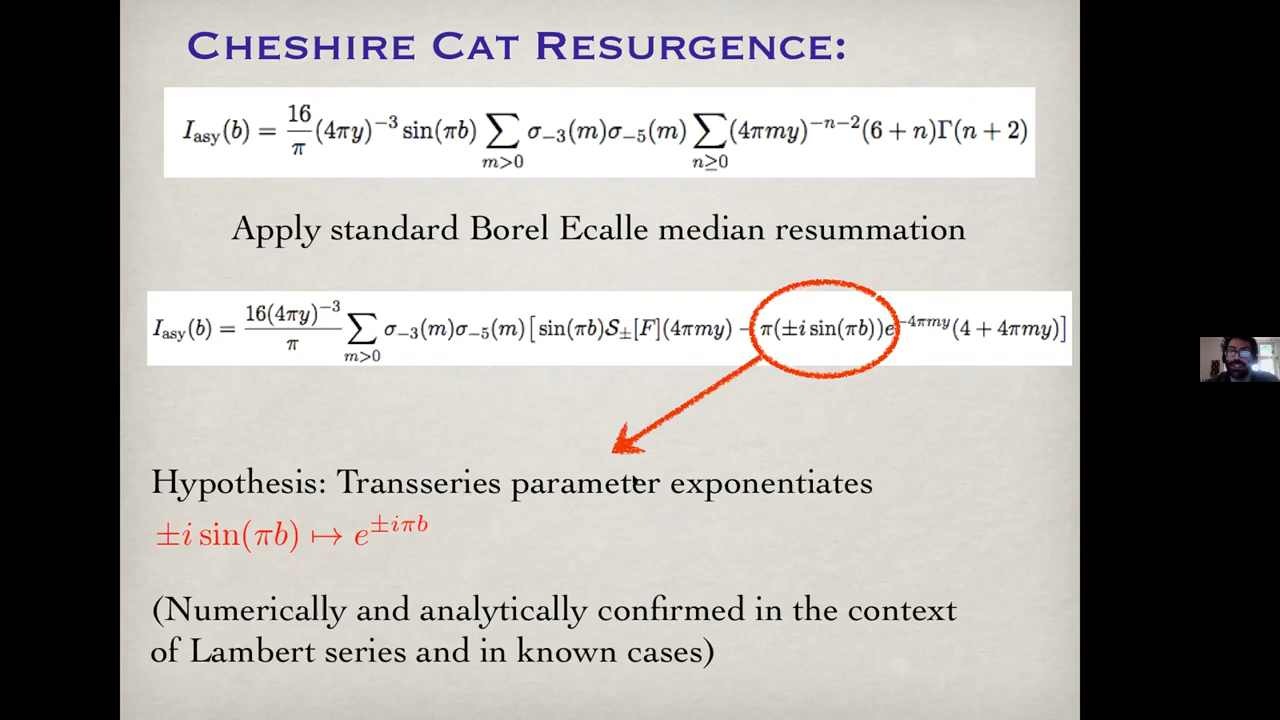 CHESHIRE CAT RESURGENCE:
I_asy(b) = 16/π (4πy)^{-3} sin(πb) ∑_{m>0} σ_{-3}(m)σ_{-5}(m) ∑_{n≥0} (4πmy)^{-n-2}(6 + n)Γ(n + 2)
Apply standard Borel Ecalle median resummation
I_asy(b) = 16(4πy)^{-3}/π ∑_{m>0} σ_{-3}(m)σ_{-5}(m) [ sin(πb)𝒮_±[F](4πmy) − π(±i sin(πb))e^{-4πmy}(4 + 4πmy)]
Hypothesis: Transseries parameter exponentiates
±i sin(πb) ↦ e^{±iπb}
(Numerically and analytically confirmed in the context
of Lambert series and in known cases)